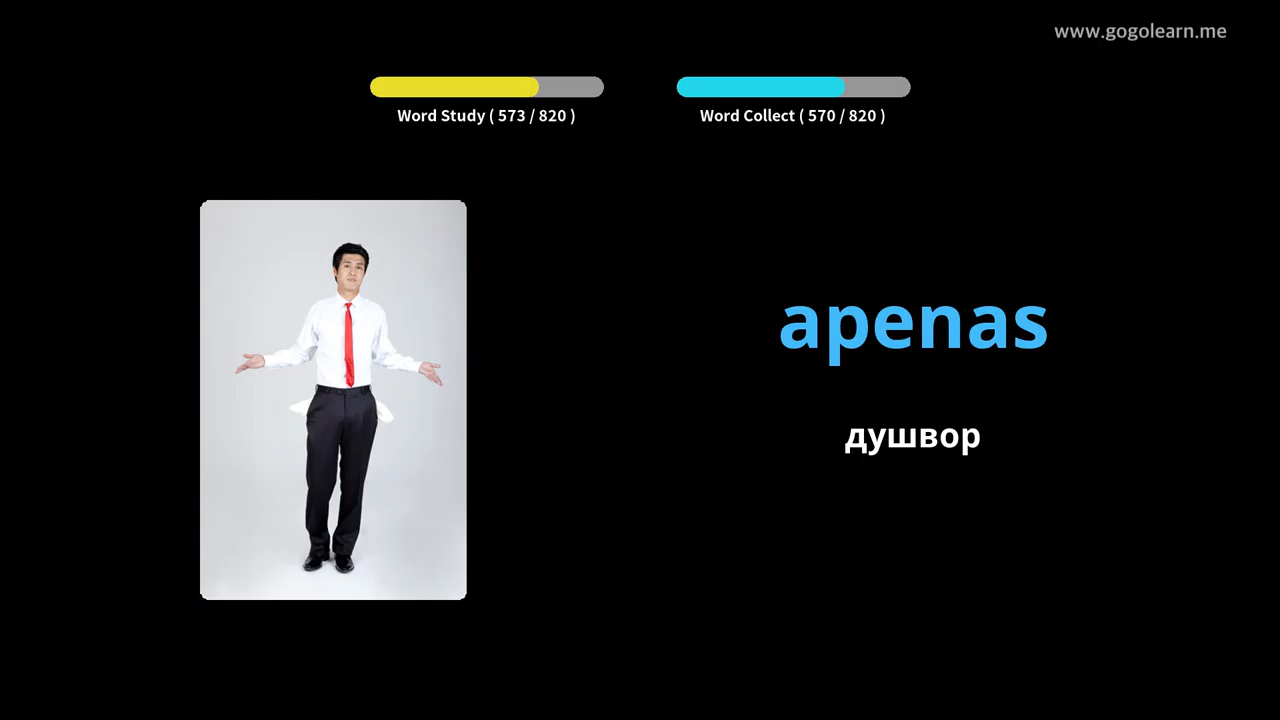 www.gogolearn.me
Word Study ( 573 / 820 )
Word Collect ( 570 / 820 )
apenas
душвор